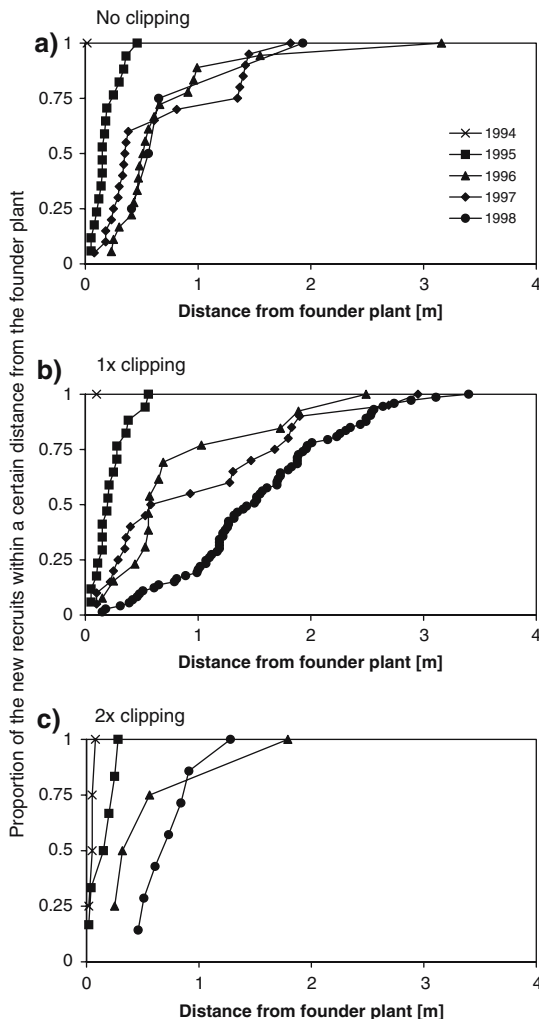 Proportion of the new recruits within a certain distance from the founder plant
No clipping
a)
1
0.75
0.5
0.25
0
0 1 2 3 4
1994
1995
1996
1997
1998
Distance from founder plant [m]
1x clipping
b)
1
0.75
0.5
0.25
0
0 1 2 3 4
Distance from founder plant [m]
2x clipping
c)
1
0.75
0.5
0.25
0
0 1 2 3 4
Distance from founder plant [m]